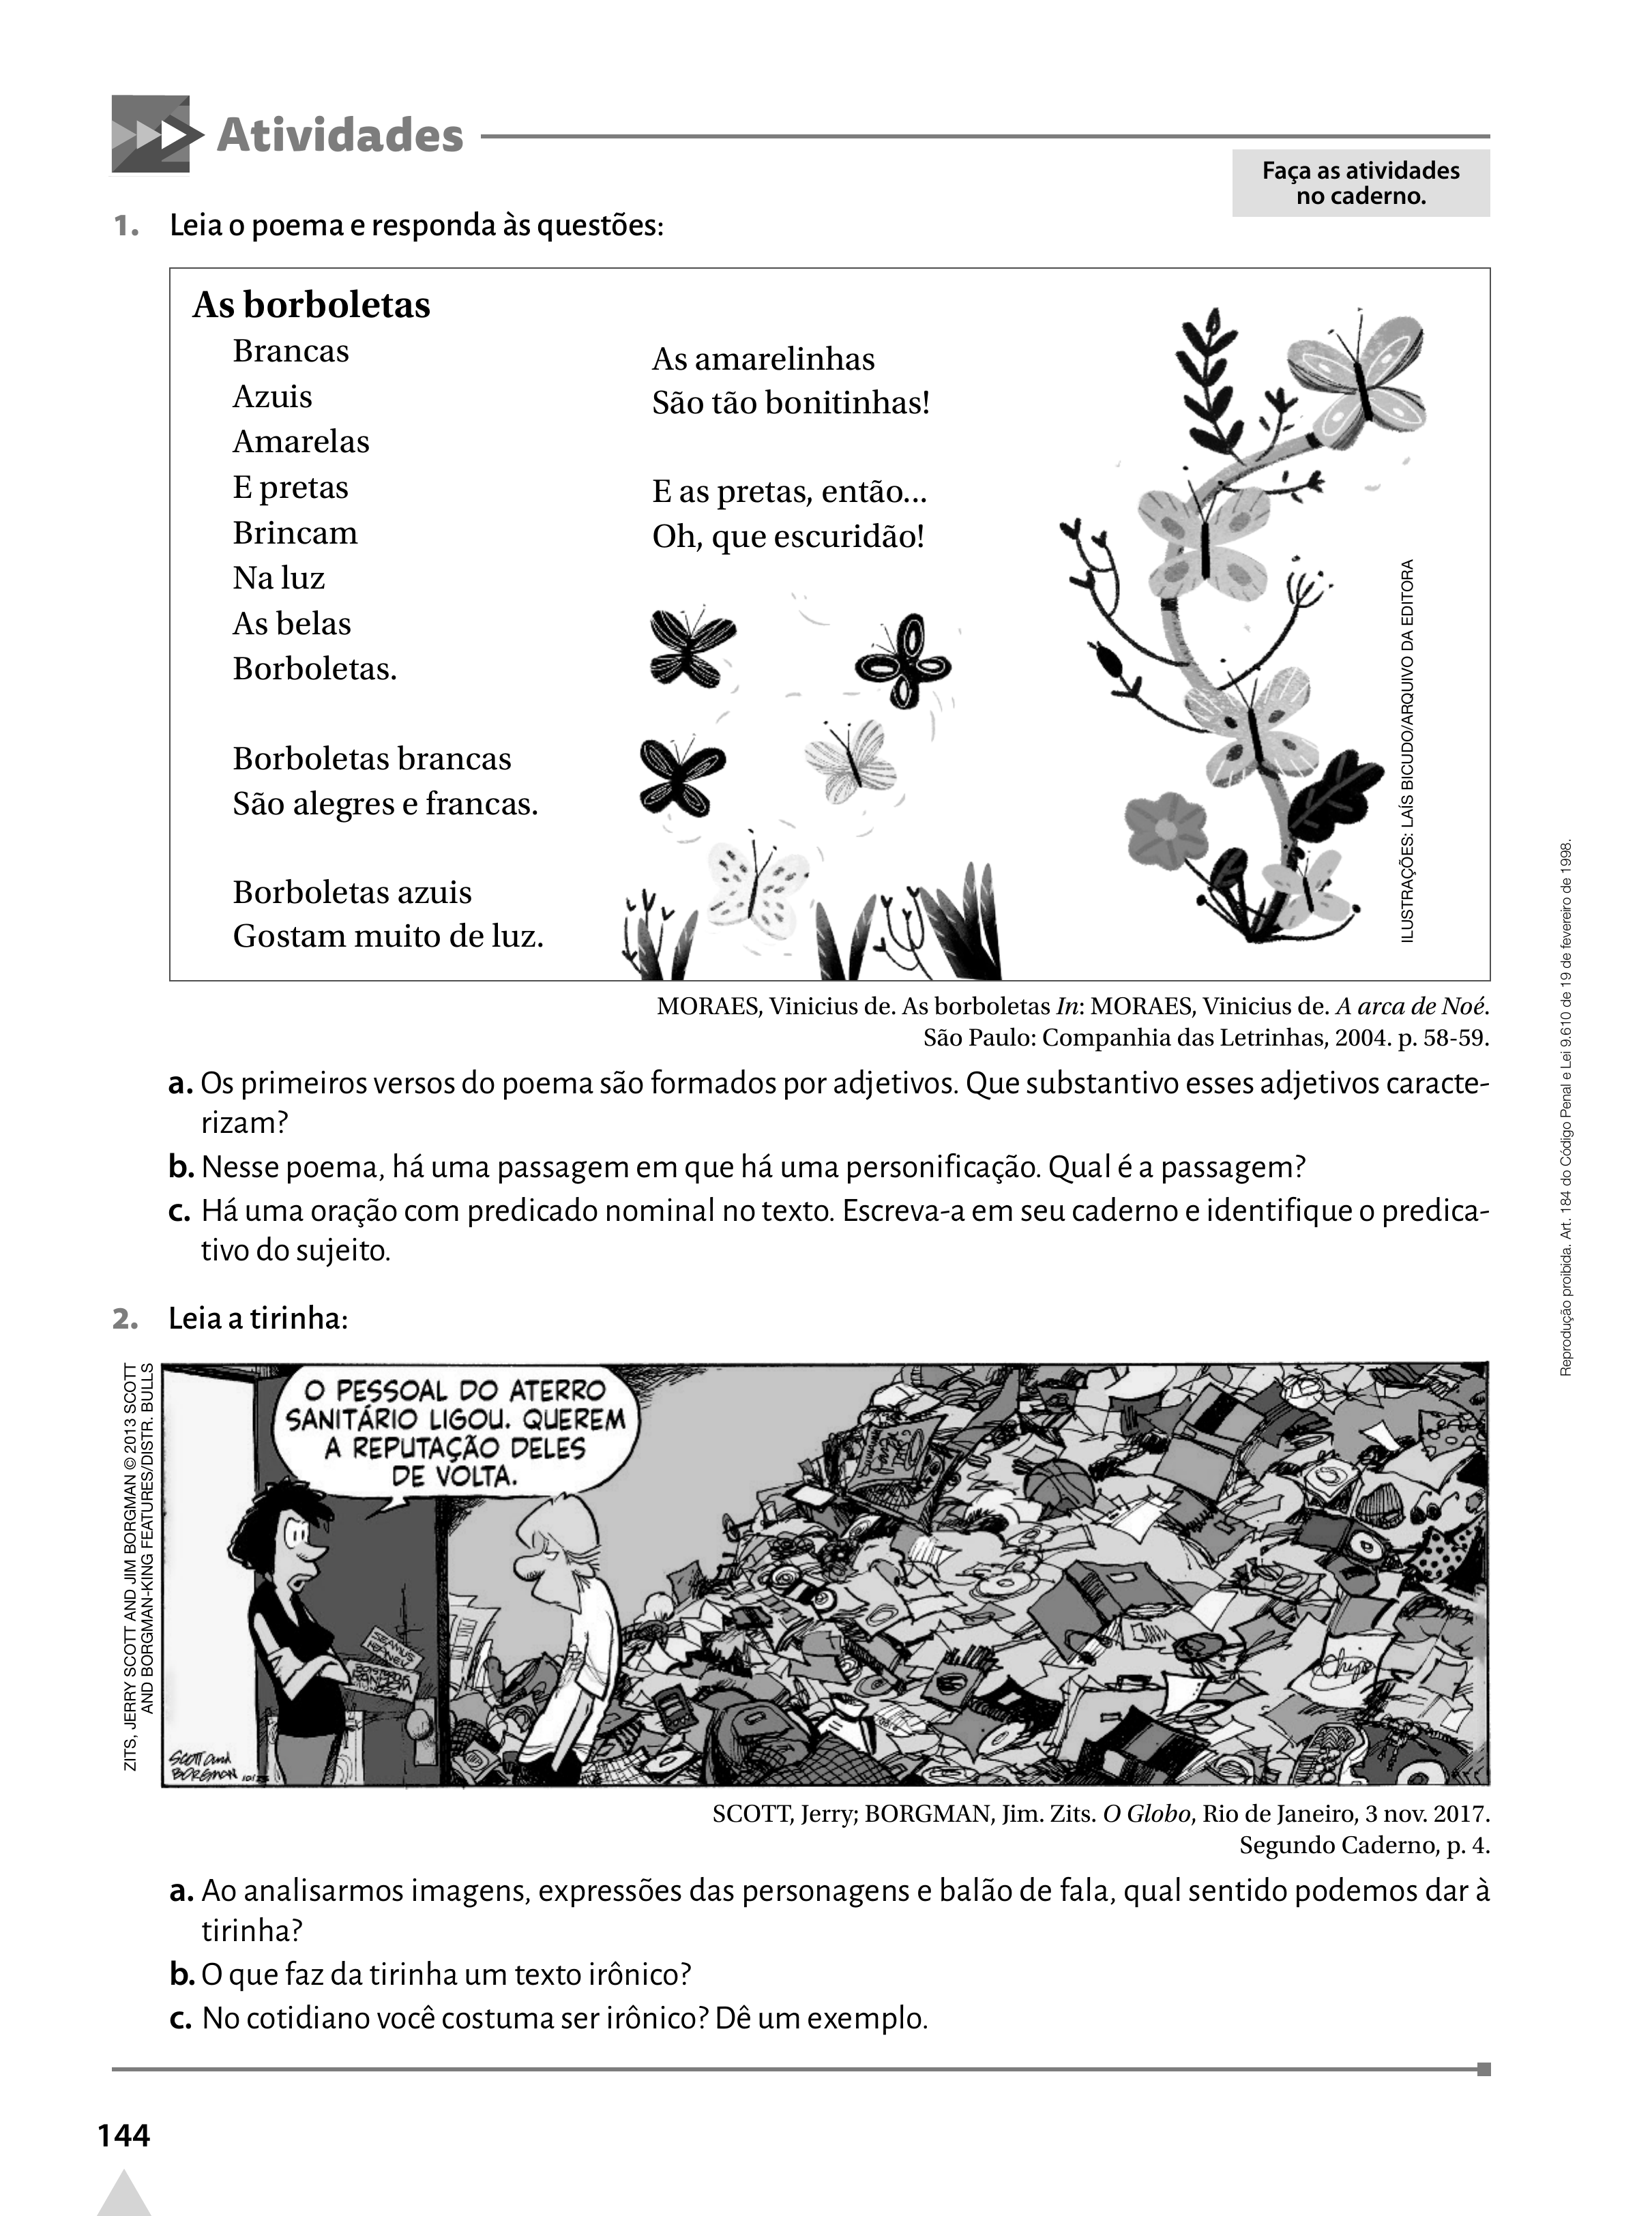 Atividades
Faça as atividades
no caderno.
1. Leia o poema e responda às questões:
As borboletas
Brancas
Azuis
Amarelas
E pretas
Brincam
Na luz
As belas
Borboletas.
Borboletas brancas
São alegres e francas.
Borboletas azuis
Gostam muito de luz.
As amarelinhas
São tão bonitinhas!
E as pretas, então...
Oh, que escuridão!
ILUSTRAÇÕES: LAÍS BICUDO/ARQUIVO DA EDITORA
MORAES, Vinicius de. As borboletas In: MORAES, Vinicius de. A arca de Noé.
São Paulo: Companhia das Letrinhas, 2004. p. 58-59.
a. Os primeiros versos do poema são formados por adjetivos. Que substantivo esses adjetivos caracte-
rizam?
b. Nesse poema, há uma passagem em que há uma personificação. Qual é a passagem?
c. Há uma oração com predicado nominal no texto. Escreva-a em seu caderno e identifique o predica-
tivo do sujeito.
2. Leia a tirinha:
ZITS, JERRY SCOTT AND JIM BORGMAN © 2013 SCOTT
AND BORGMAN-KING FEATURES/DISTR. BULLS
O PESSOAL DO ATERRO
SANITÁRIO LIGOU. QUEREM
A REPUTAÇÃO DELES
DE VOLTA.
Chips
SCOTT and
BORGMAN
SCOTT, Jerry; BORGMAN, Jim. Zits. O Globo, Rio de Janeiro, 3 nov. 2017.
Segundo Caderno, p. 4.
a. Ao analisarmos imagens, expressões das personagens e balão de fala, qual sentido podemos dar à
tirinha?
b. O que faz da tirinha um texto irônico?
c. No cotidiano você costuma ser irônico? Dê um exemplo.
144
Reprodução proibida. Art. 184 do Código Penal e Lei 9.610 de 19 de fevereiro de 1998.